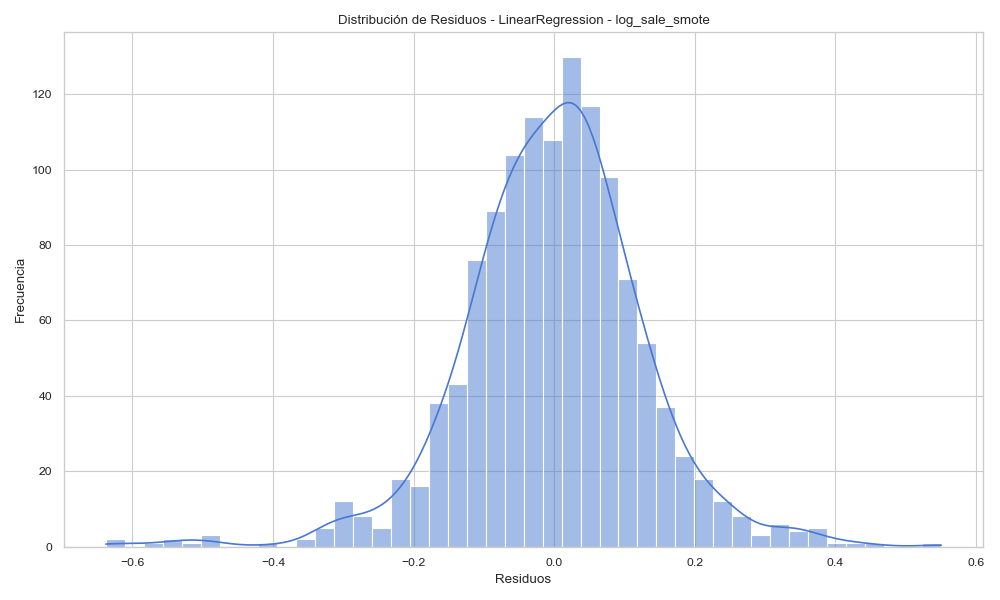 Distribución de Residuos - LinearRegression - log_sale_smote
Frecuencia
120
100
80
60
40
20
0
−0.6 −0.4 −0.2 0.0 0.2 0.4 0.6
Residuos